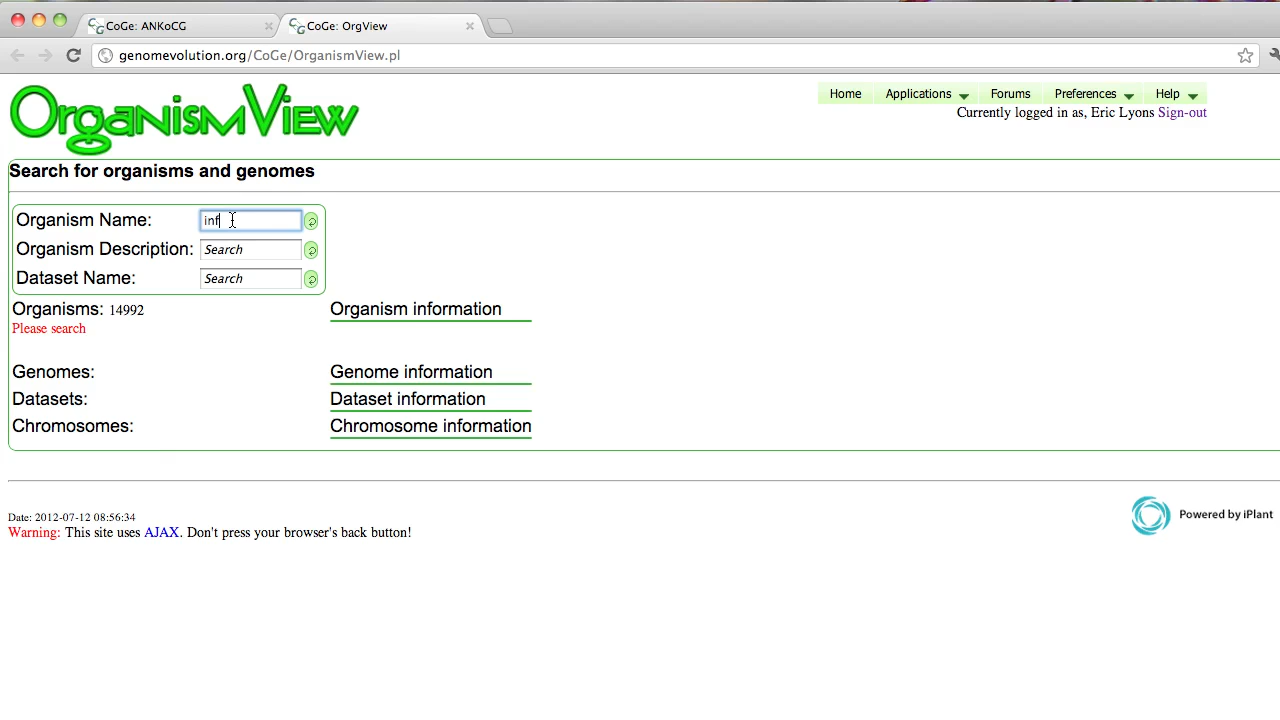 CoGe: ANKoCG
CoGe: OrgView
genomevolution.org/CoGe/OrganismView.pl
OrganismView
Home Applications Forums Preferences Help
Currently logged in as, Eric Lyons Sign-out
Search for organisms and genomes
Organism Name: inf
Organism Description: Search
Dataset Name: Search
Organisms: 14992 Organism information
Please search
Genomes: Genome information
Datasets: Dataset information
Chromosomes: Chromosome information
Date: 2012-07-12 08:56:34
Powered by iPlant
Warning: This site uses AJAX. Don't press your browser's back button!